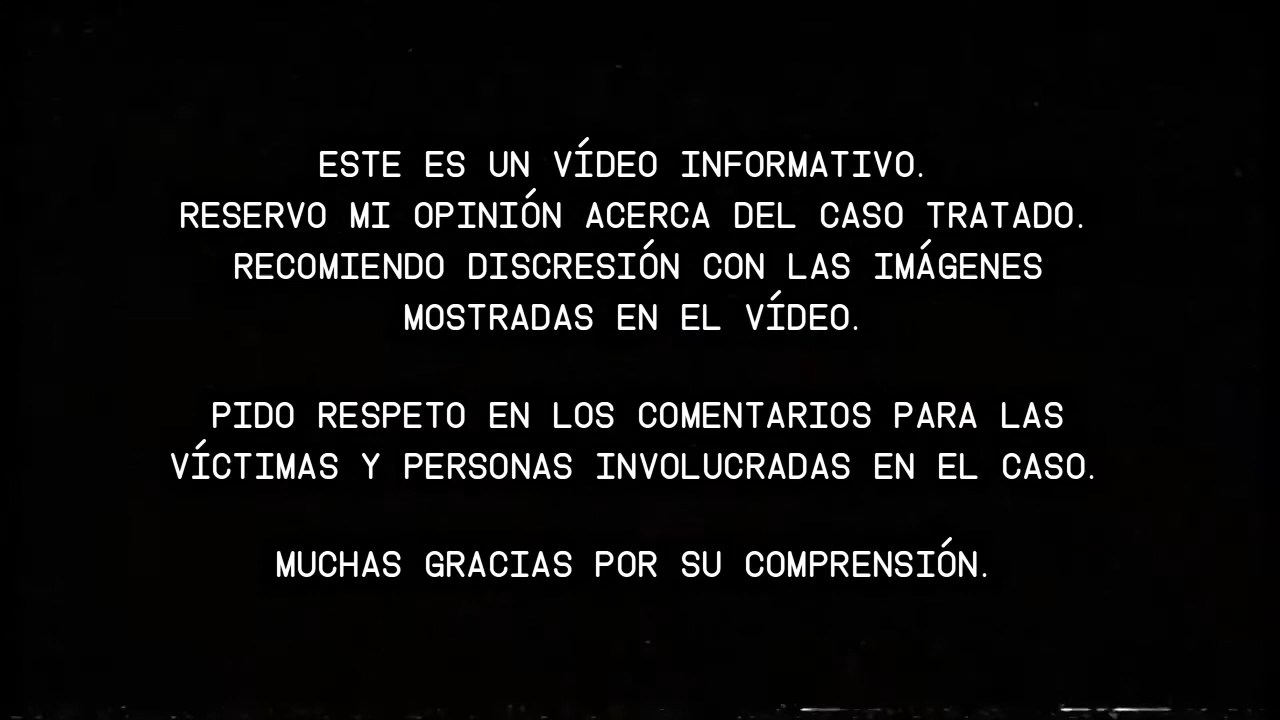 ESTE ES UN VÍDEO INFORMATIVO.
RESERVO MI OPINIÓN ACERCA DEL CASO TRATADO.
RECOMIENDO DISCRESIÓN CON LAS IMÁGENES
MOSTRADAS EN EL VÍDEO.
PIDO RESPETO EN LOS COMENTARIOS PARA LAS
VÍCTIMAS Y PERSONAS INVOLUCRADAS EN EL CASO.
MUCHAS GRACIAS POR SU COMPRENSIÓN.